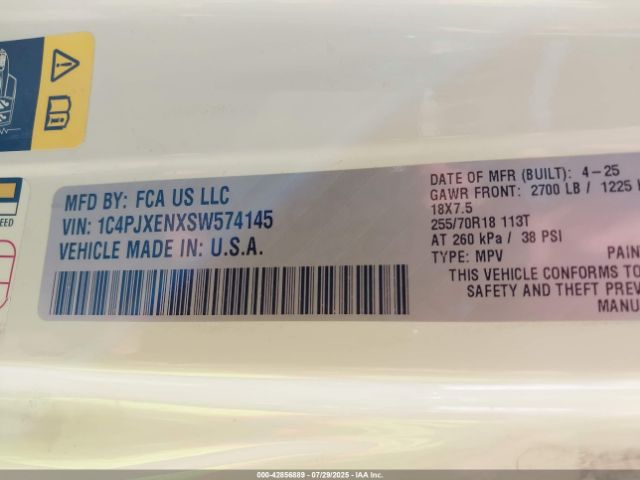 MFD BY: FCA US LLC
VIN: 1C4PJXENXSW574145
VEHICLE MADE IN: U.S.A.
DATE OF MFR (BUILT): 4-25
GAWR FRONT: 2700 LB / 1225
18X7.5
255/70R18 113T
AT 260 kPa / 38 PSI
TYPE: MPV PAIN
THIS VEHICLE CONFORMS TO
SAFETY AND THEFT PREV
MANU
000-42856889 - 07/29/2025 - IAA, Inc.